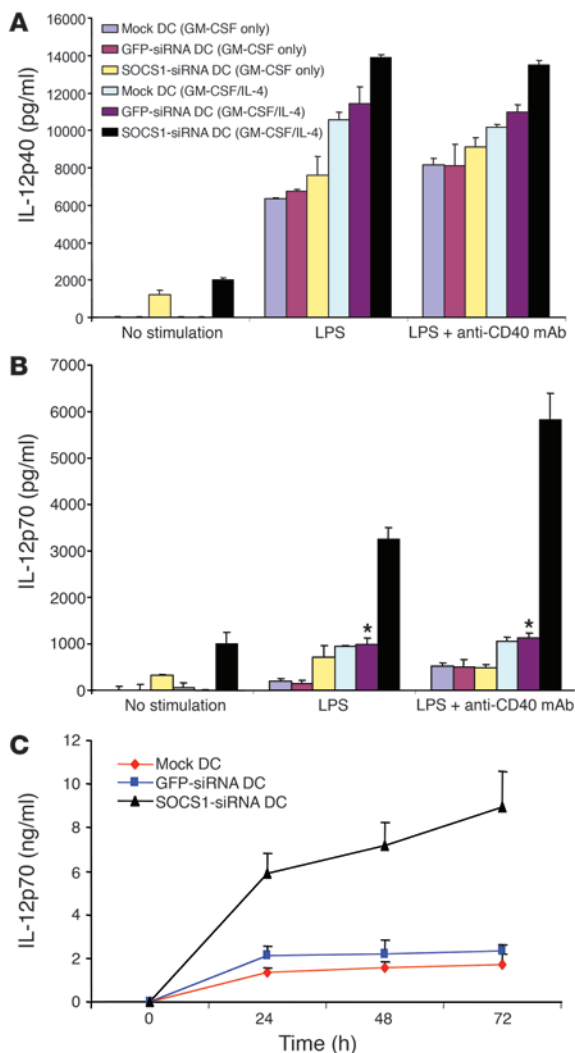 A
IL-12p40 (pg/ml)
16000
14000
12000
10000
8000
6000
4000
2000
0
Mock DC (GM-CSF only)
GFP-siRNA DC (GM-CSF only)
SOCS1-siRNA DC (GM-CSF only)
Mock DC (GM-CSF/IL-4)
GFP-siRNA DC (GM-CSF/IL-4)
SOCS1-siRNA DC (GM-CSF/IL-4)
No stimulation LPS LPS + anti-CD40 mAb
B
IL-12p70 (pg/ml)
7000
6000
5000
4000
3000
2000
1000
0
* *
No stimulation LPS LPS + anti-CD40 mAb
C
IL-12p70 (ng/ml)
12
10
8
6
4
2
0
Mock DC
GFP-siRNA DC
SOCS1-siRNA DC
0 24 48 72
Time (h)